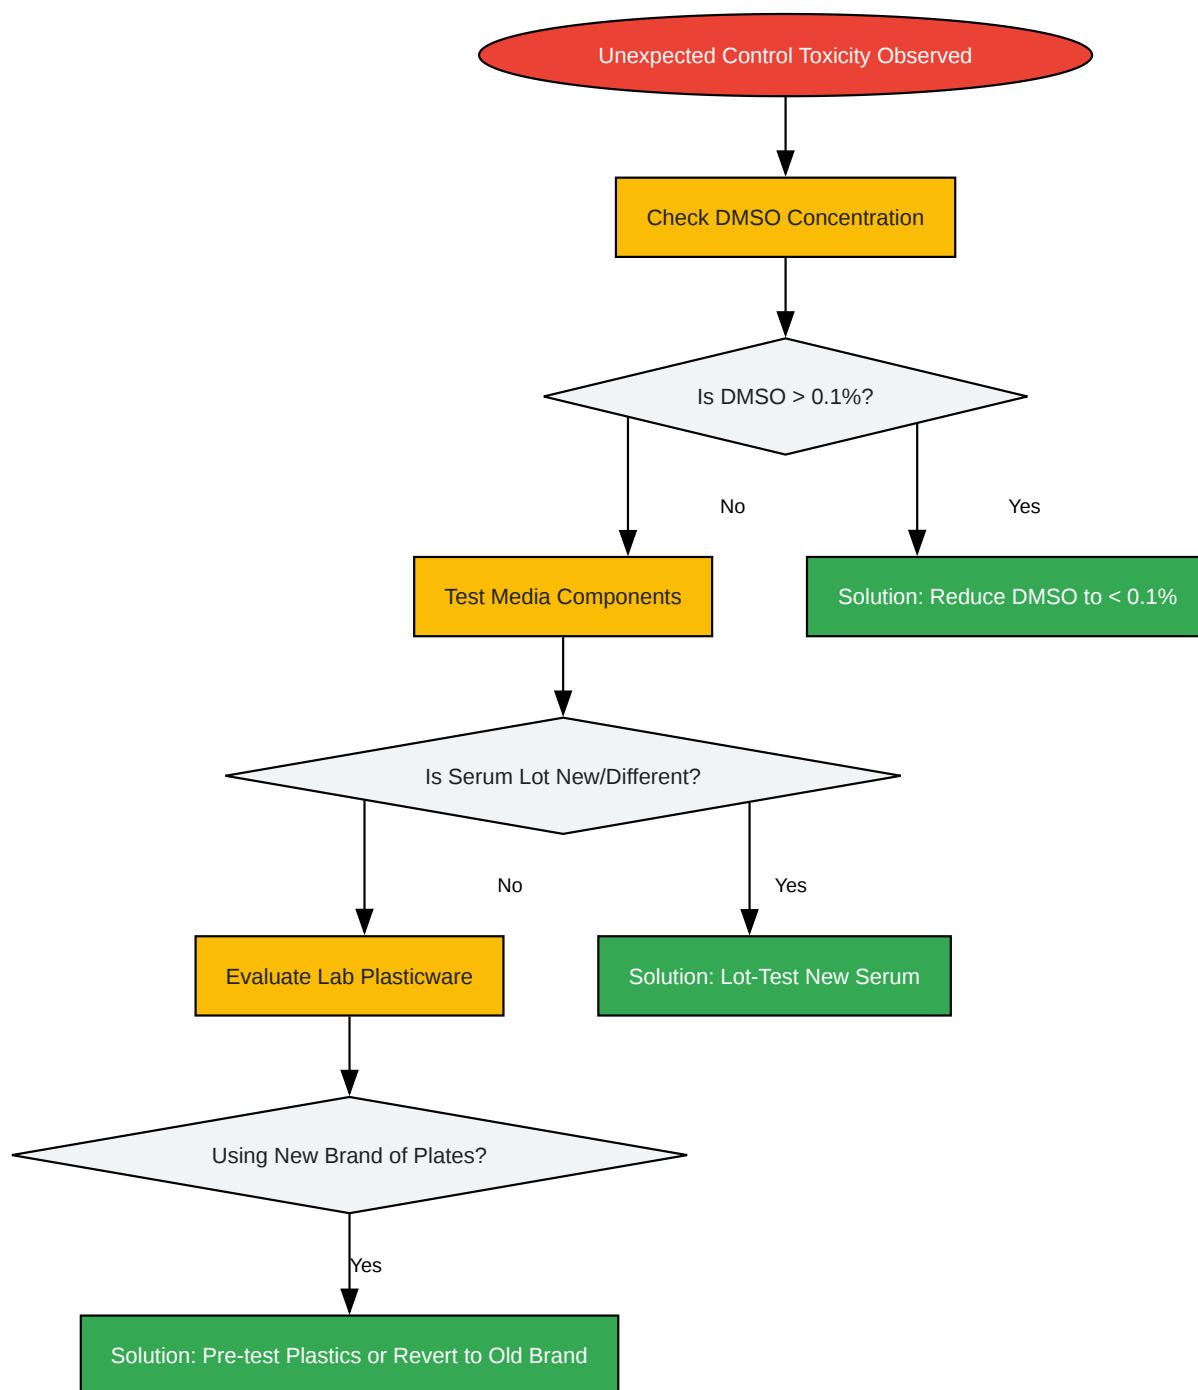 Unexpected Control Toxicity Observed
Check DMSO Concentration
Is DMSO > 0.1%?
No
Yes
Test Media Components
Solution: Reduce DMSO to < 0.1%
Is Serum Lot New/Different?
No
Yes
Evaluate Lab Plasticware
Solution: Lot-Test New Serum
Using New Brand of Plates?
Yes
Solution: Pre-test Plastics or Revert to Old Brand